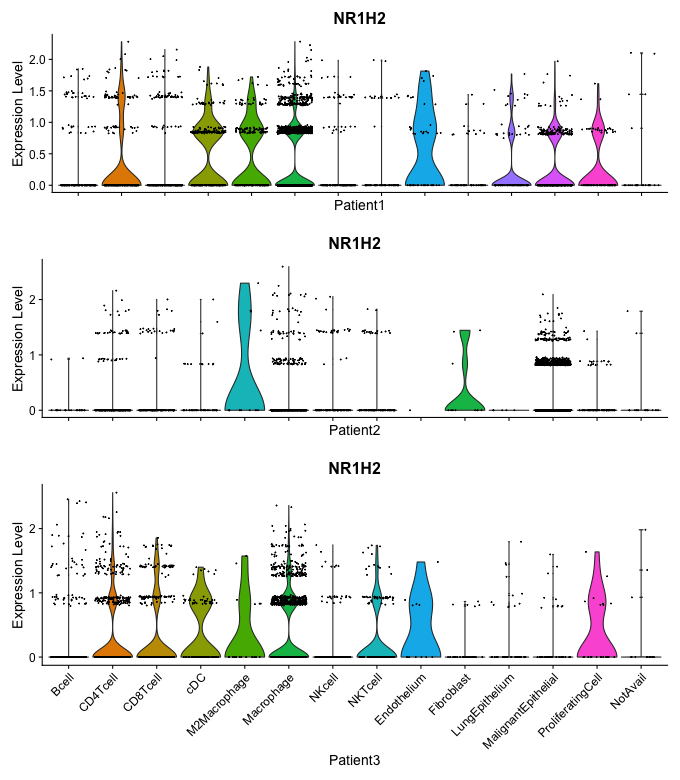 NR1H2
Expression Level
2.0
1.5
1.0
0.5
0.0
Patient1
NR1H2
Expression Level
2
1
0
Patient2
NR1H2
Expression Level
2
1
0
Bcell
CD4Tcell
CD8Tcell
cDC
M2Macrophage
Macrophage
NKcell
NKTcell
Endothelium
Fibroblast
LungEpithelium
MalignantEpithelial
ProliferatingCell
NotAvail
Patient3